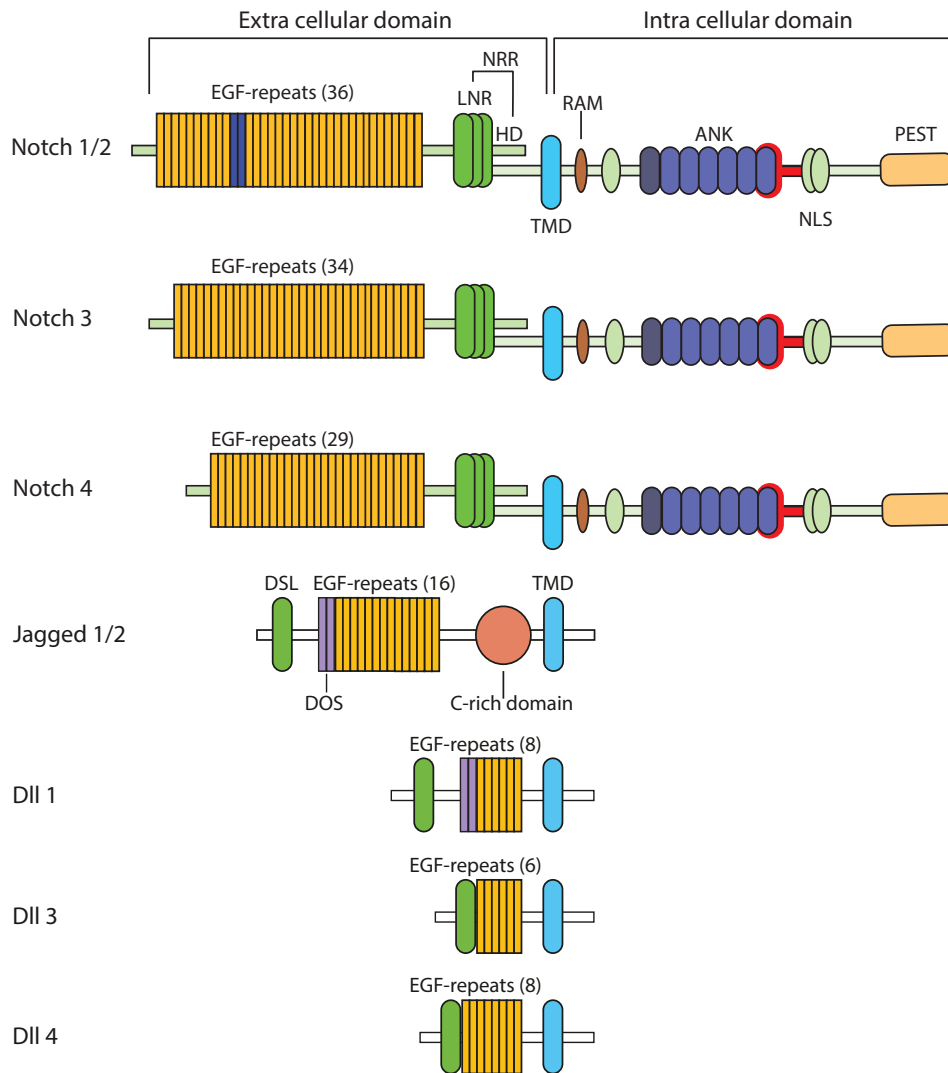 Extra cellular domain
Intra cellular domain
NRR
EGF-repeats (36)
LNR
RAM
HD
ANK
PEST
Notch 1/2
TMD
NLS
EGF-repeats (34)
Notch 3
EGF-repeats (29)
Notch 4
DSL
EGF-repeats (16)
TMD
Jagged 1/2
DOS
C-rich domain
EGF-repeats (8)
Dll 1
EGF-repeats (6)
Dll 3
EGF-repeats (8)
Dll 4